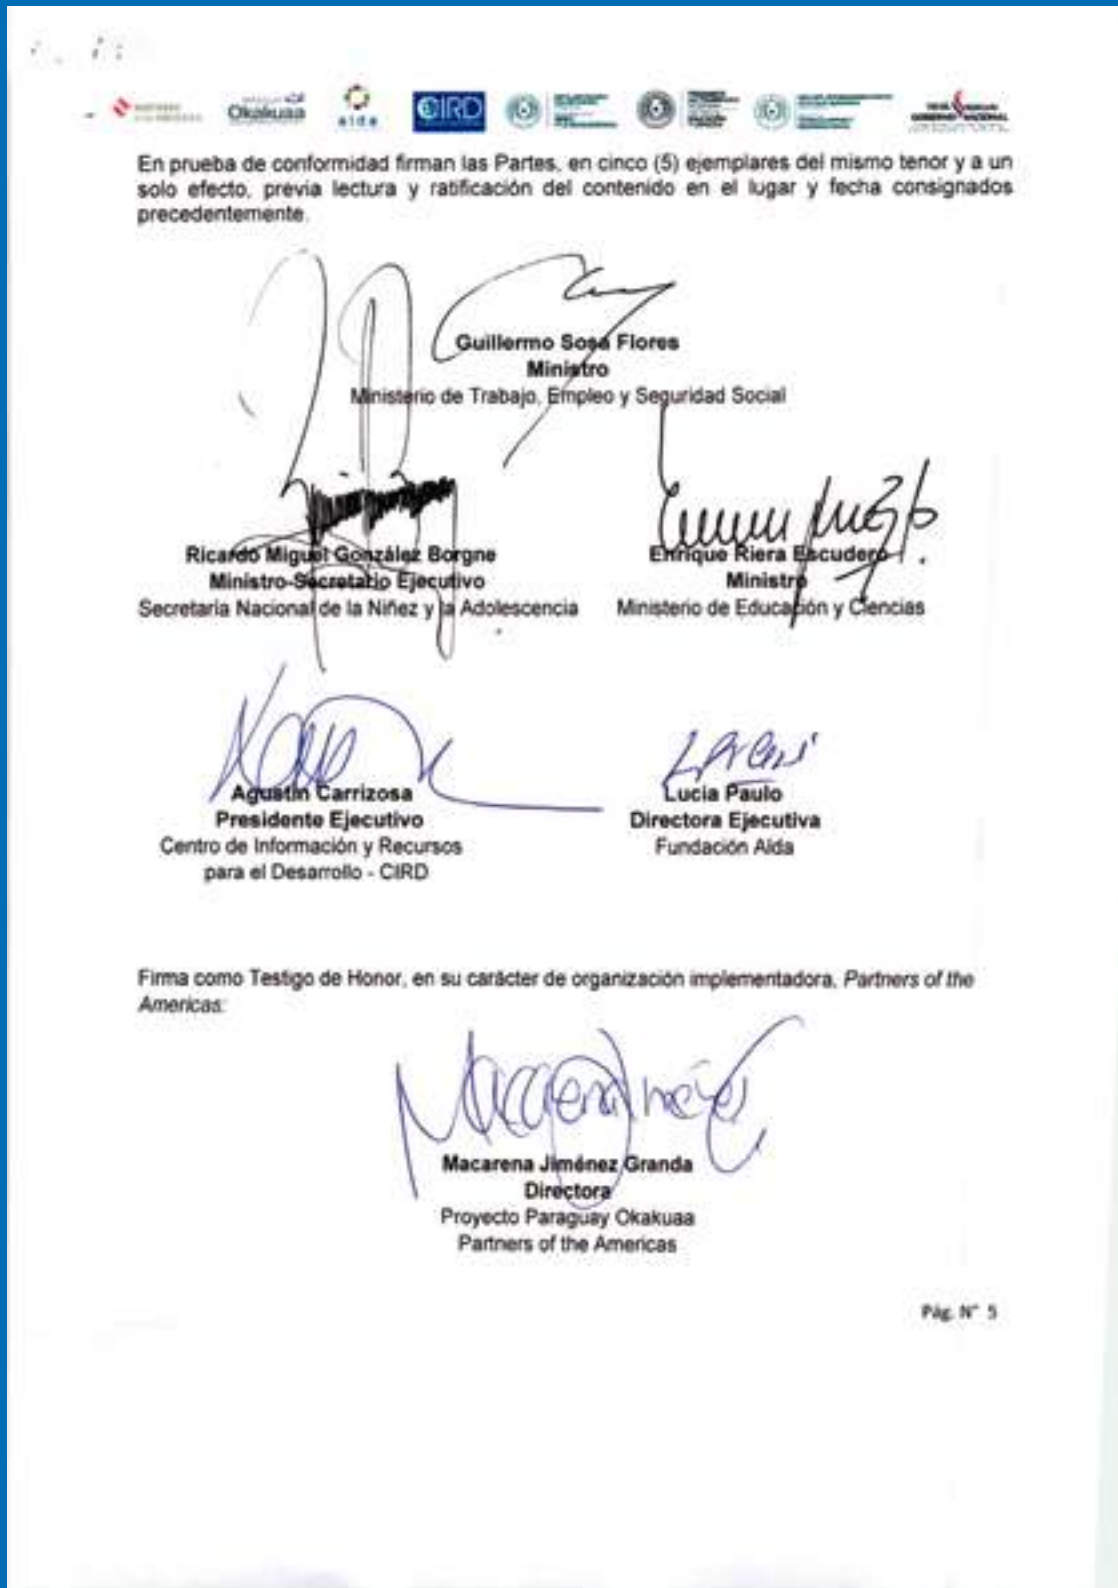 Okakuaa
alda
CIRD
En prueba de conformidad firman las Partes, en cinco (5) ejemplares del mismo tenor y a un
solo efecto, previa lectura y ratificación del contenido en el lugar y fecha consignados
precedentemente.
Guillermo Sosa Flores
Ministro
Ministerio de Trabajo, Empleo y Seguridad Social
Ricardo Miguel González Borgne
Ministro-Secretario Ejecutivo
Secretaría Nacional de la Niñez y la Adolescencia
Enrique Riera Escudero
Ministro
Ministerio de Educación y Ciencias
Agustín Carrizosa
Presidente Ejecutivo
Centro de Información y Recursos
para el Desarrollo - CIRD
Lucia Paulo
Directora Ejecutiva
Fundación Alda
Firma como Testigo de Honor, en su carácter de organización implementadora, Partners of the
Americas:
Macarena Jiménez Granda
Directora
Proyecto Paraguay Okakuaa
Partners of the Americas
Pág. N° 5